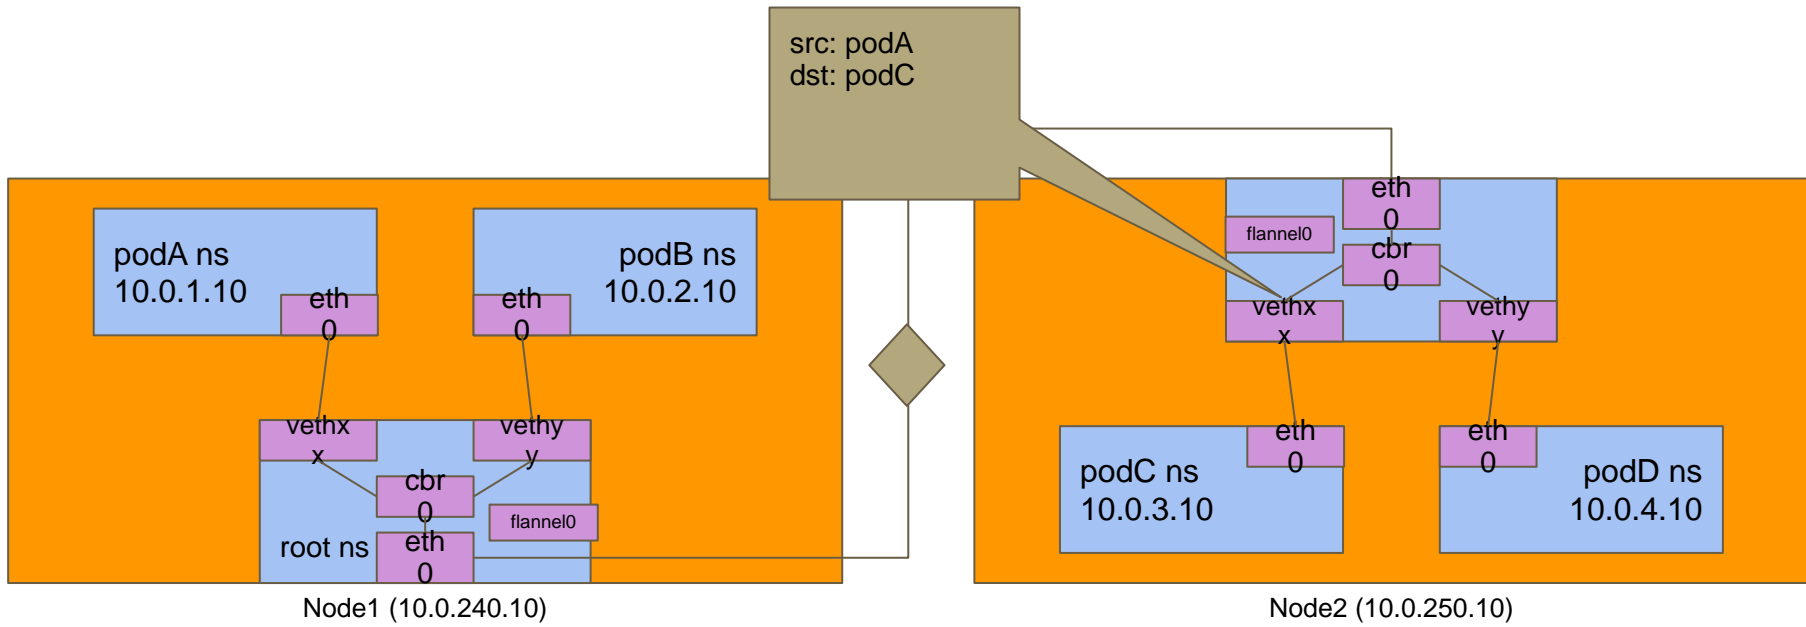 src: podA
dst: podC
podA ns
10.0.1.10
eth
0
podB ns
10.0.2.10
eth
0
vethx
x
vethy
y
cbr
0
flannel0
root ns
eth
0
Node1 (10.0.240.10)
eth
0
flannel0
cbr
0
vethx
x
vethy
y
eth
0
podC ns
10.0.3.10
eth
0
podD ns
10.0.4.10
Node2 (10.0.250.10)